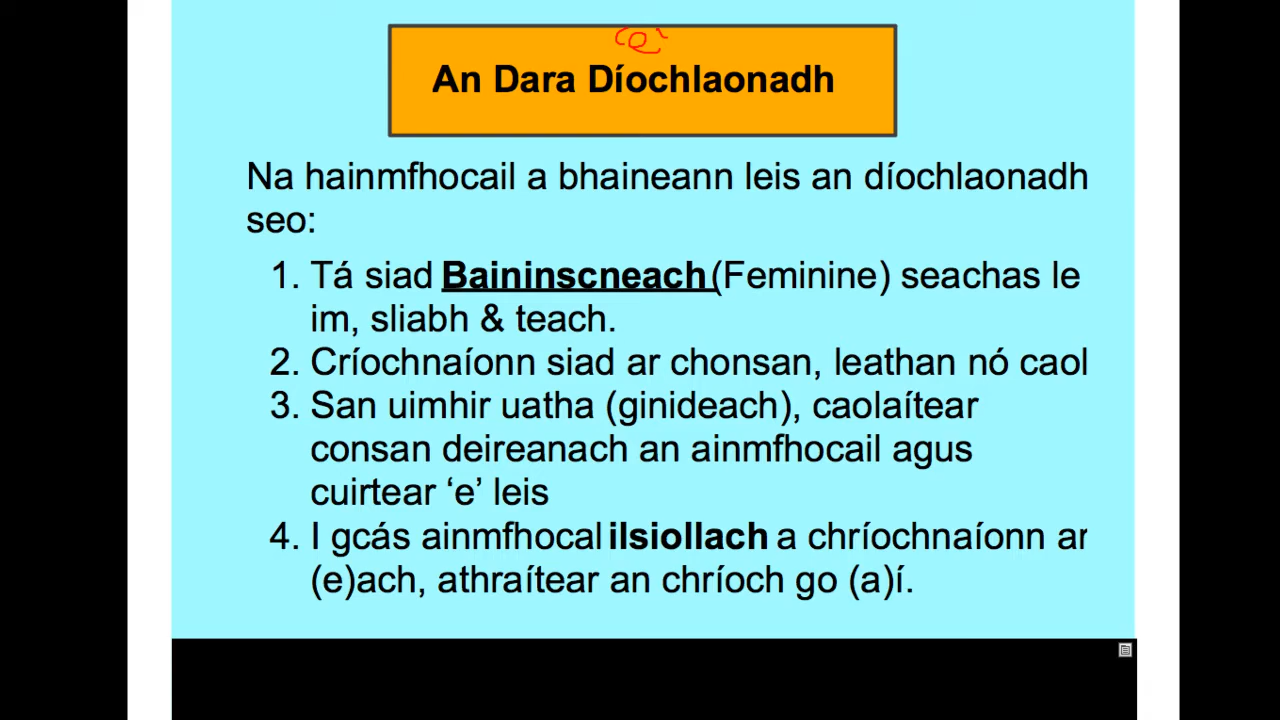 An Dara Díochlaonadh
Na hainmfhocail a bhaineann leis an díochlaonadh
seo:
1. Tá siad Baininscneach (Feminine) seachas le
im, sliabh & teach.
2. Críochnaíonn siad ar chonsan, leathan nó caol
3. San uimhir uatha (ginideach), caolaítear
consan deireanach an ainmfhocail agus
cuirtear ‘e’ leis
4. I gcás ainmfhocal ilsiollach a chríochnaíonn ar
(e)ach, athraítear an chríoch go (a)í.